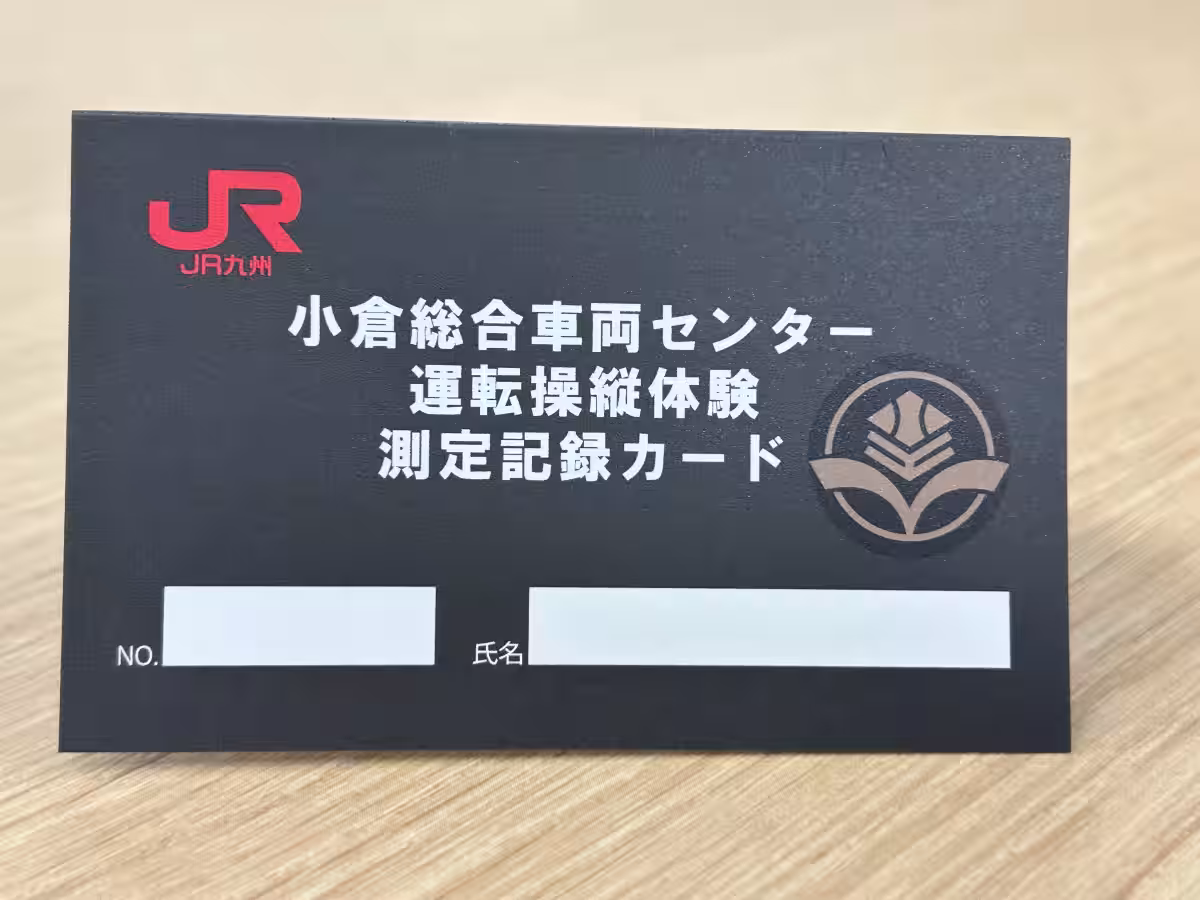 JR
JR九州
小倉総合車両センター
運転操縦体験
測定記録カード
NO.
氏名